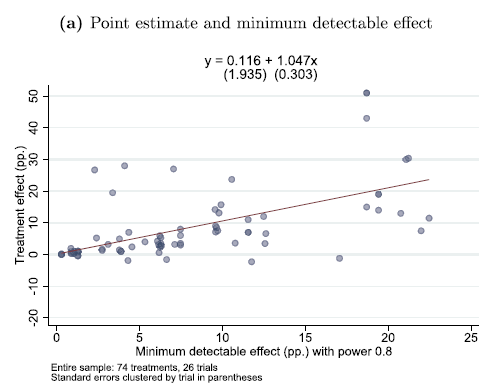 (a) Point estimate and minimum detectable effect
y = 0.116 + 1.047x
(1.935) (0.303)
Treatment effect (pp.)
50
40
30
20
10
0
-10
-20
0 5 10 15 20 25
Minimum detectable effect (pp.) with power 0.8
Entire sample: 74 treatments, 26 trials
Standard errors clustered by trial in parentheses